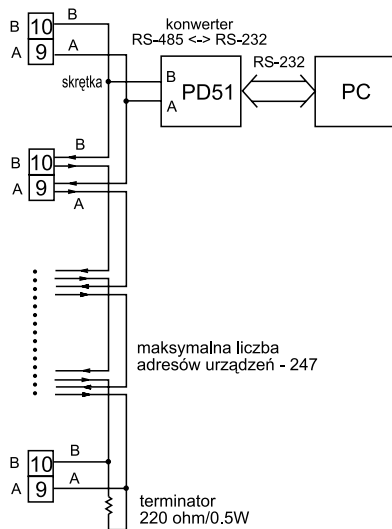 B 10 B
A 9 A
konwerter
RS-485 <-> RS-232
skrętka
B
A
PD51
RS-232
PC
B 10 B
A 9 A
maksymalna liczba
adresów urządzeń - 247
B 10 B
A 9 A
terminator
220 ohm/0.5W